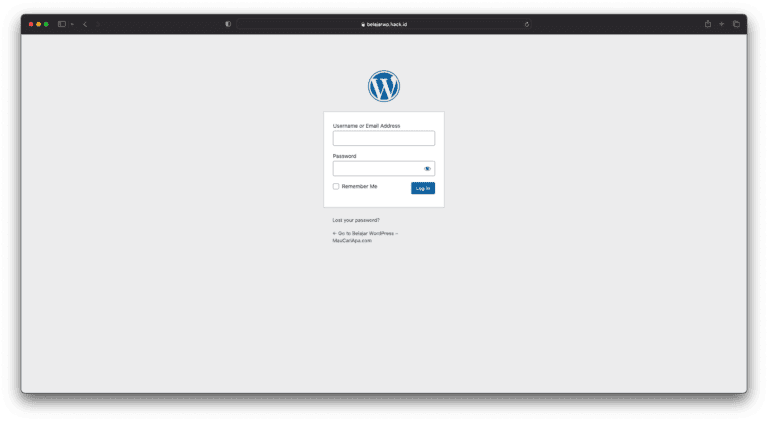 belajarwp.hack.id
Username or Email Address
Password
Remember Me
Log In
Lost your password?
← Go to Belajar WordPress –
MauCariApa.com